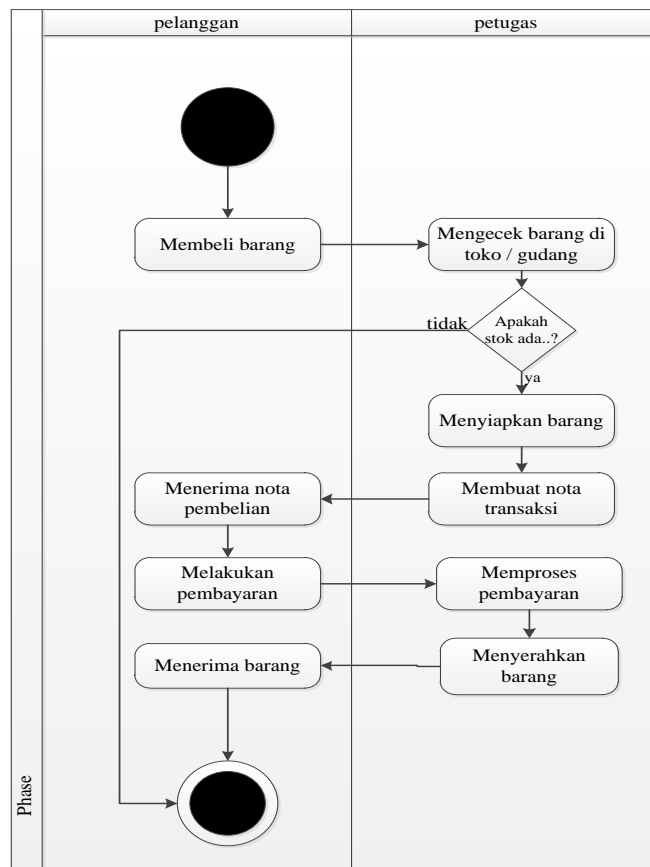 pelanggan
petugas
Membeli barang
Mengecek barang di
toko / gudang
tidak
Apakah
stok ada..?
ya
Menyiapkan barang
Menerima nota
pembelian
Membuat nota
transaksi
Melakukan
pembayaran
Memproses
pembayaran
Menerima barang
Menyerahkan
barang
Phase